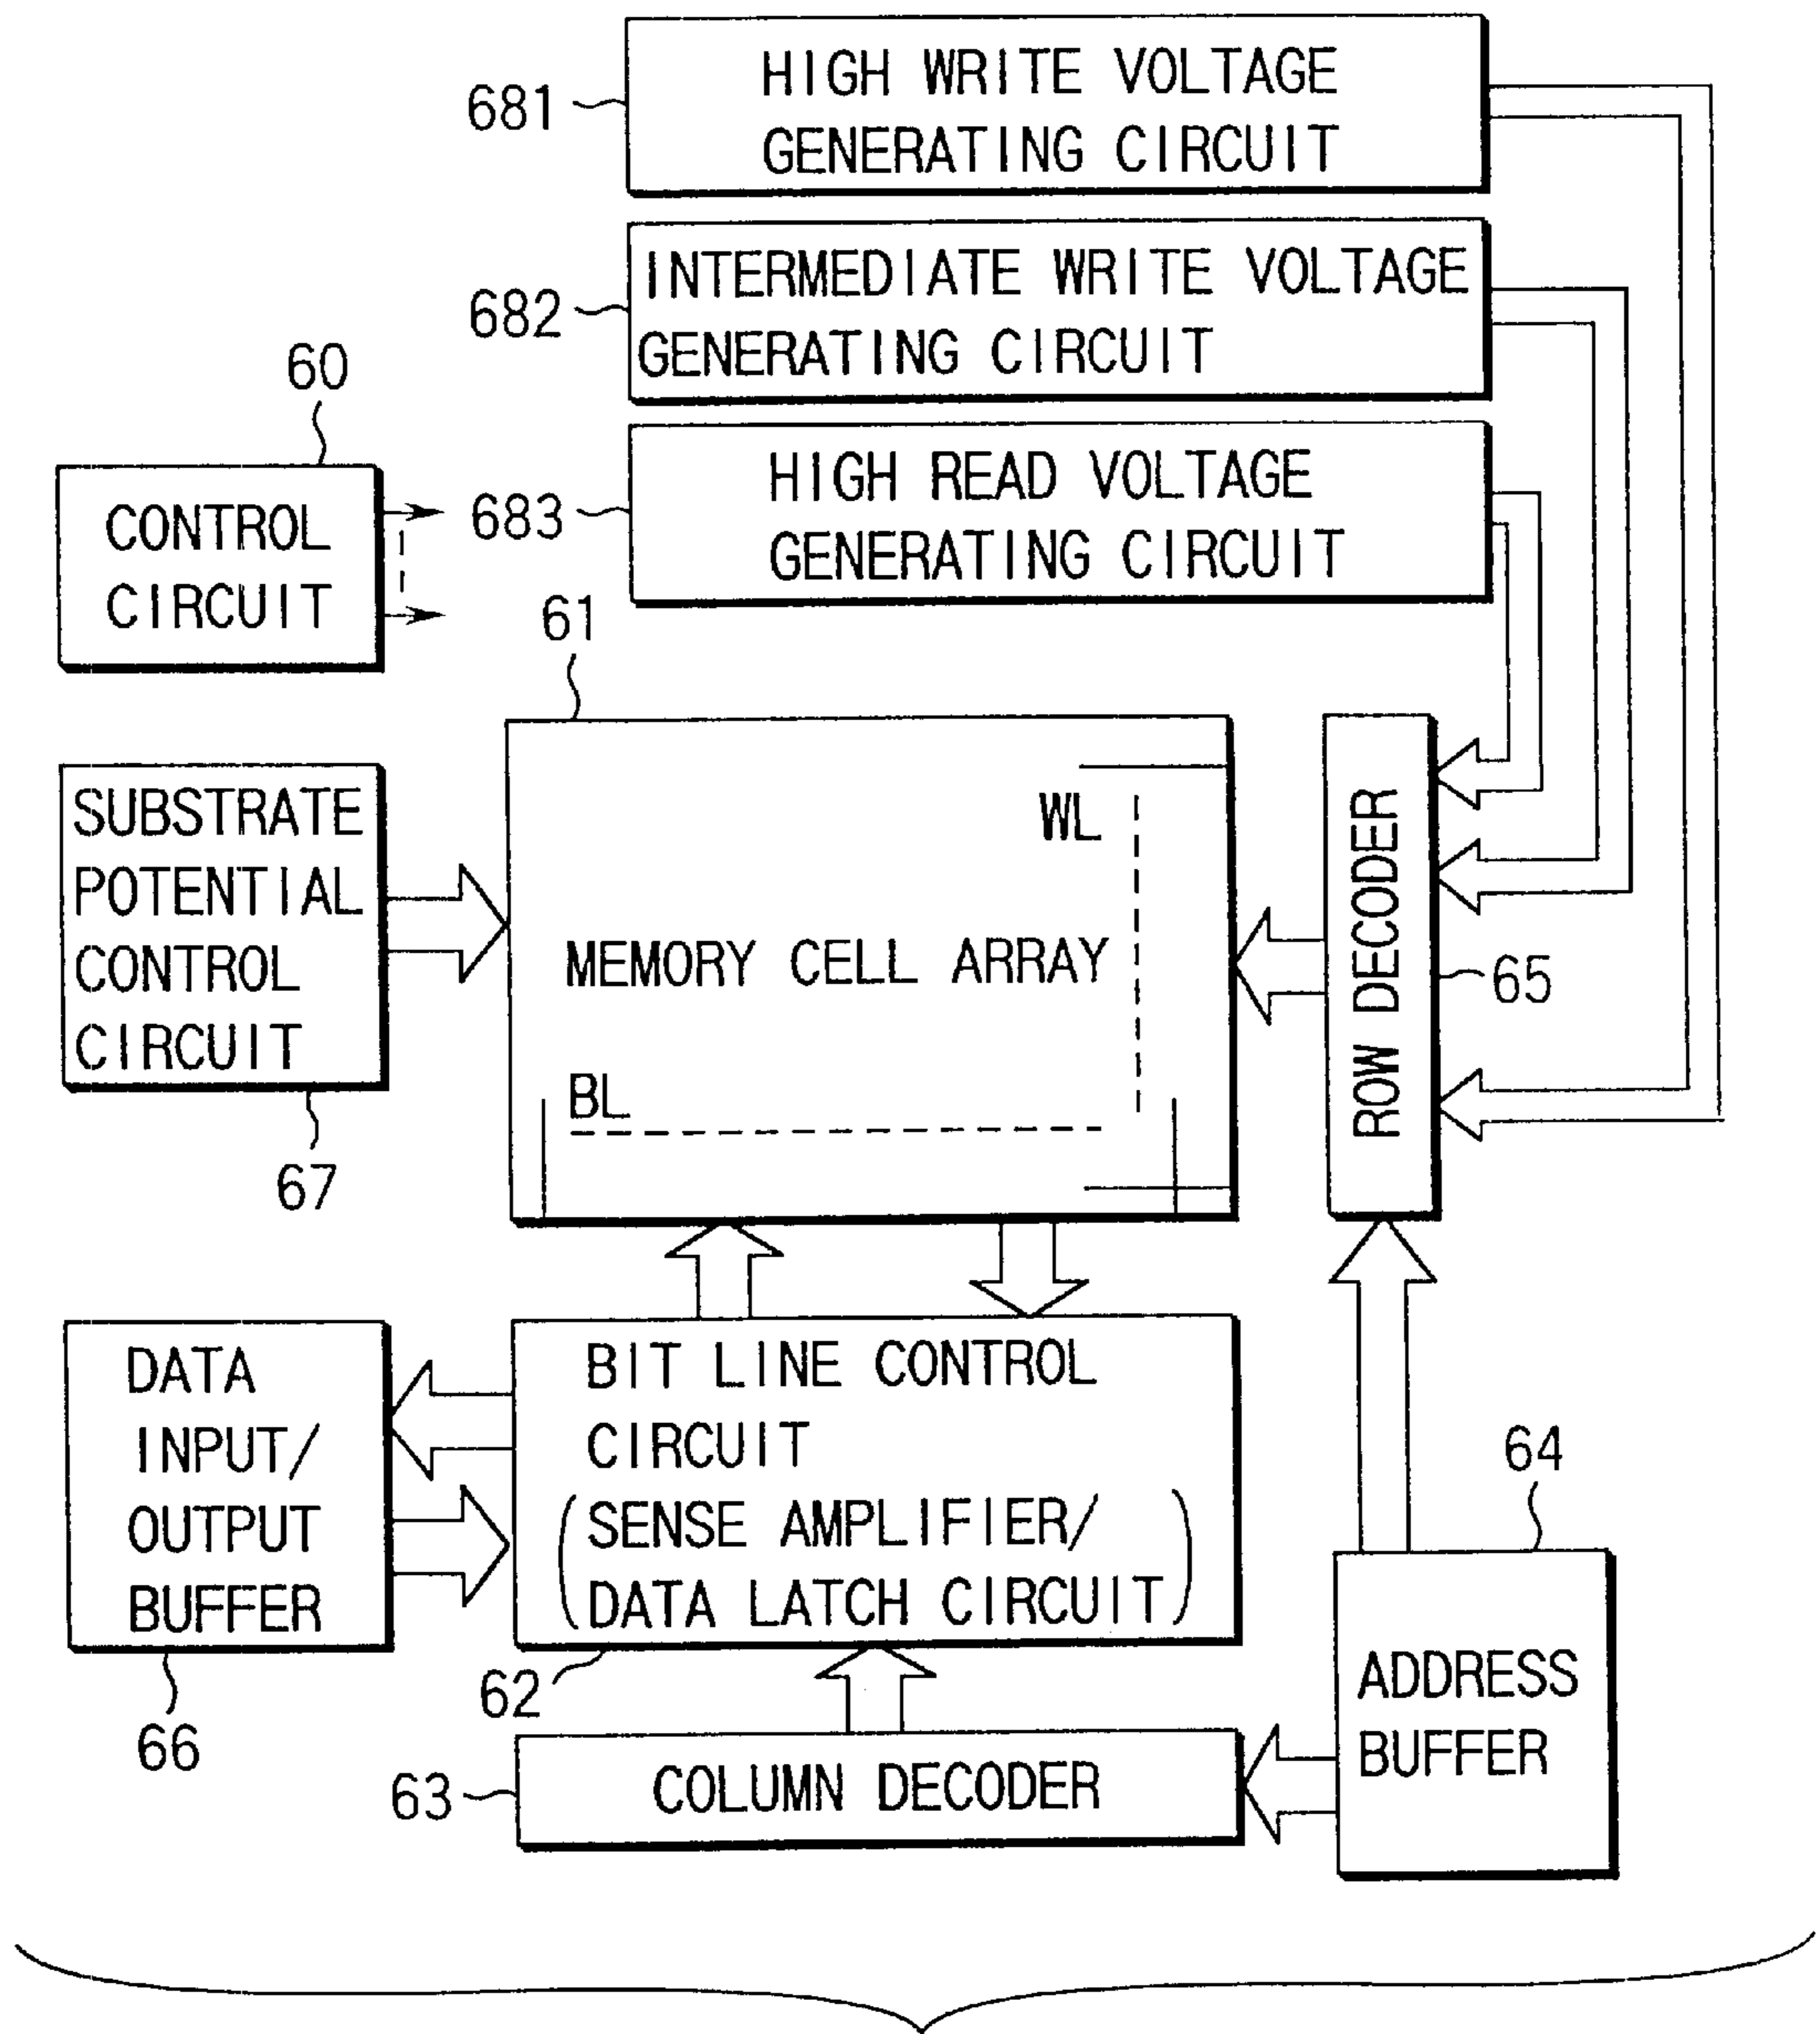 681
HIGH WRITE VOLTAGE
GENERATING CIRCUIT
682
INTERMEDIATE WRITE VOLTAGE
GENERATING CIRCUIT
60
CONTROL
CIRCUIT
683
HIGH READ VOLTAGE
GENERATING CIRCUIT
61
SUBSTRATE
POTENTIAL
CONTROL
CIRCUIT
67
WL
MEMORY CELL ARRAY
BL
ROW DECODER
65
DATA
INPUT/
OUTPUT
BUFFER
66
BIT LINE CONTROL
CIRCUIT
(SENSE AMPLIFIER/
DATA LATCH CIRCUIT)
62
64
ADDRESS
BUFFER
63
COLUMN DECODER